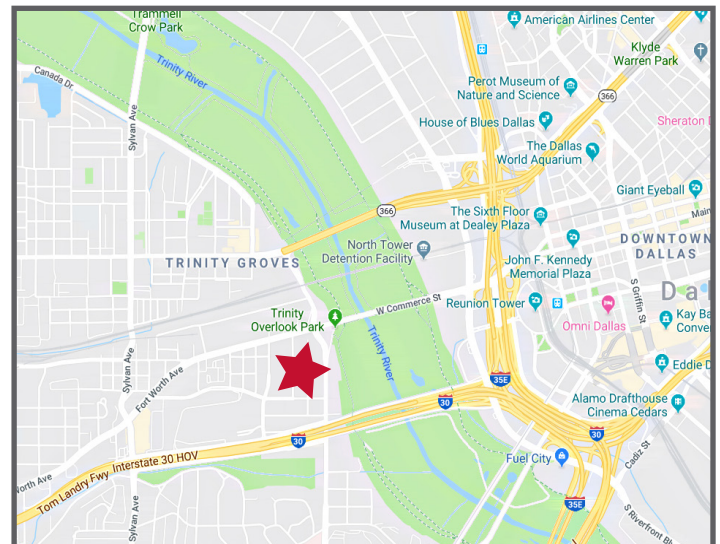 Trammell
Crow Park
American Airlines Center
Klyde
Warren Park
Trinity River
Canada Dr
Perot Museum of
Nature and Science
366
Sylvan Ave
House of Blues Dallas
Sheraton
The Dallas
World Aquarium
Giant Eyeball
366
The Sixth Floor
Museum at Dealey Plaza
Main
North Tower
Detention Facility
DOWNTOWN
DALLAS
TRINITY GROVES
John F. Kennedy
Memorial Plaza
S Griffin St
Da
W Commerce St
Reunion Tower
Trinity
Overlook Park
Omni Dallas
Kay Ba
Conve
Trinity River
Sylvan Ave
Fort Worth Ave
Eddie D
35E
30
Alamo Drafthouse
Cinema Cedars
30
30
Fuel City
Cadiz St
Tom Landry Fwy Interstate 30 HOV
orth Ave
35E
Sylvan Ave
S Riverfront Bl